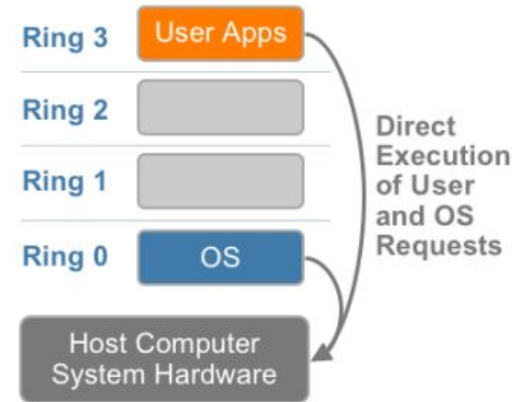 Ring 3
User Apps
Ring 2
Ring 1
Ring 0
OS
Direct
Execution
of User
and OS
Requests
Host Computer
System Hardware